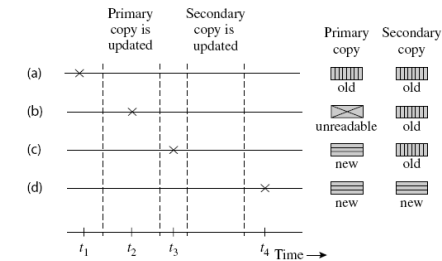 Primary
copy is
updated
Secondary
copy is
updated
Primary
copy
Secondary
copy
(a)
old
old
(b)
unreadable
old
(c)
new
old
(d)
new
new
t1
t2
t3
t4
Time